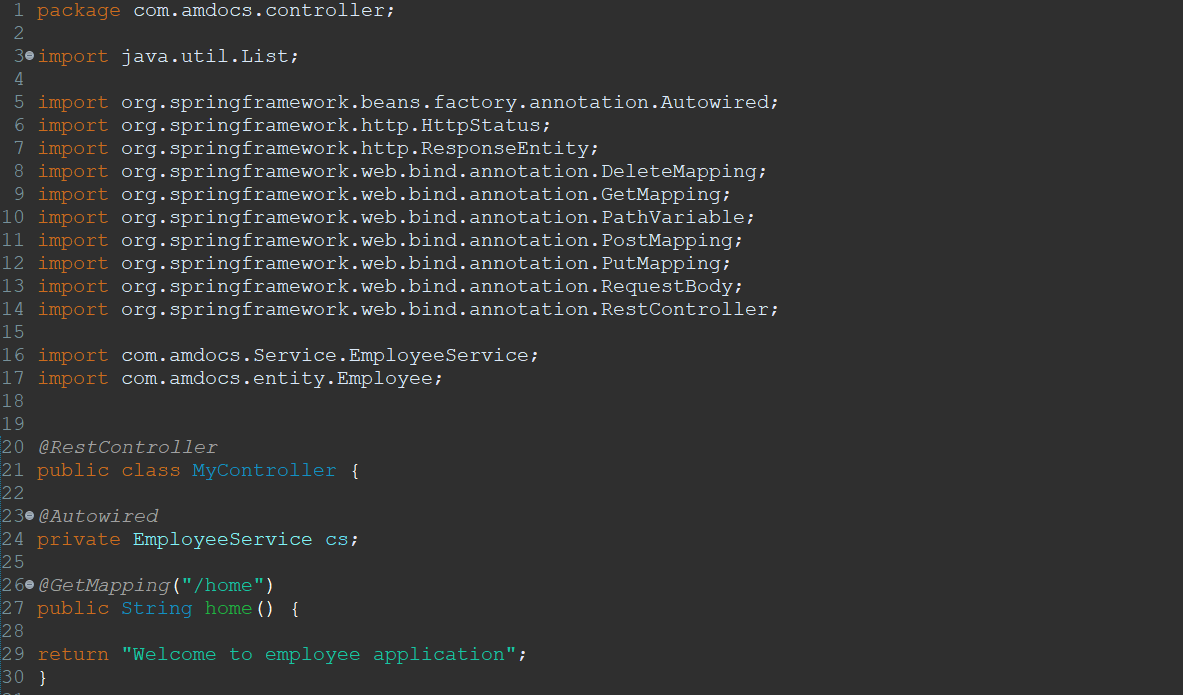 1 package com.amdocs.controller;
2
3 import java.util.List;
4
5 import org.springframework.beans.factory.annotation.Autowired;
6 import org.springframework.http.HttpStatus;
7 import org.springframework.http.ResponseEntity;
8 import org.springframework.web.bind.annotation.DeleteMapping;
9 import org.springframework.web.bind.annotation.GetMapping;
10 import org.springframework.web.bind.annotation.PathVariable;
11 import org.springframework.web.bind.annotation.PostMapping;
12 import org.springframework.web.bind.annotation.PutMapping;
13 import org.springframework.web.bind.annotation.RequestBody;
14 import org.springframework.web.bind.annotation.RestController;
15
16 import com.amdocs.Service.EmployeeService;
17 import com.amdocs.entity.Employee;
18
19
20 @RestController
21 public class MyController {
22
23 @Autowired
24 private EmployeeService cs;
25
26 @GetMapping("/home")
27 public String home() {
28
29 return "Welcome to employee application";
30 }